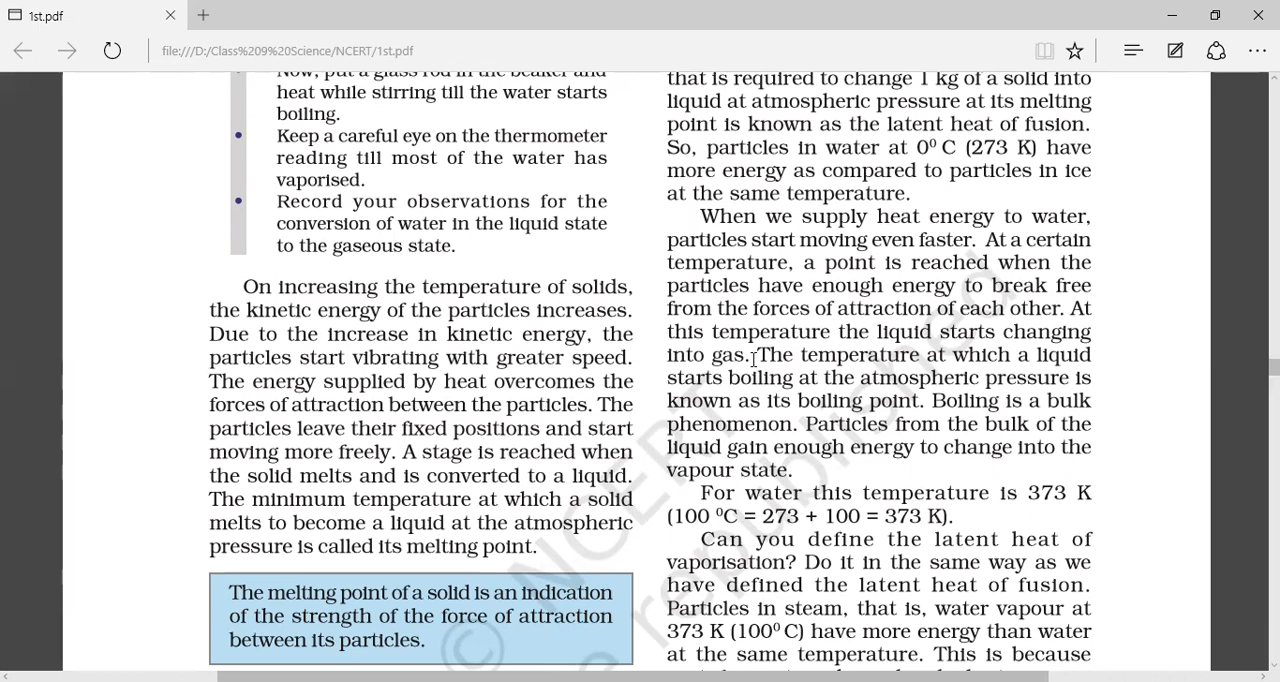 1st.pdf
file:///D:/Class%209%20Science/NCERT/1st.pdf
Now, put a glass rod in the beaker and
heat while stirring till the water starts
boiling.
• Keep a careful eye on the thermometer
reading till most of the water has
vaporised.
• Record your observations for the
conversion of water in the liquid state
to the gaseous state.
On increasing the temperature of solids,
the kinetic energy of the particles increases.
Due to the increase in kinetic energy, the
particles start vibrating with greater speed.
The energy supplied by heat overcomes the
forces of attraction between the particles. The
particles leave their fixed positions and start
moving more freely. A stage is reached when
the solid melts and is converted to a liquid.
The minimum temperature at which a solid
melts to become a liquid at the atmospheric
pressure is called its melting point.
The melting point of a solid is an indication
of the strength of the force of attraction
between its particles.
that is required to change 1 kg of a solid into
liquid at atmospheric pressure at its melting
point is known as the latent heat of fusion.
So, particles in water at 0⁰ C (273 K) have
more energy as compared to particles in ice
at the same temperature.
When we supply heat energy to water,
particles start moving even faster. At a certain
temperature, a point is reached when the
particles have enough energy to break free
from the forces of attraction of each other. At
this temperature the liquid starts changing
into gas. The temperature at which a liquid
starts boiling at the atmospheric pressure is
known as its boiling point. Boiling is a bulk
phenomenon. Particles from the bulk of the
liquid gain enough energy to change into the
vapour state.
For water this temperature is 373 K
(100 ⁰C = 273 + 100 = 373 K).
Can you define the latent heat of
vaporisation? Do it in the same way as we
have defined the latent heat of fusion.
Particles in steam, that is, water vapour at
373 K (100⁰ C) have more energy than water
at the same temperature. This is because
© NCERT
republished